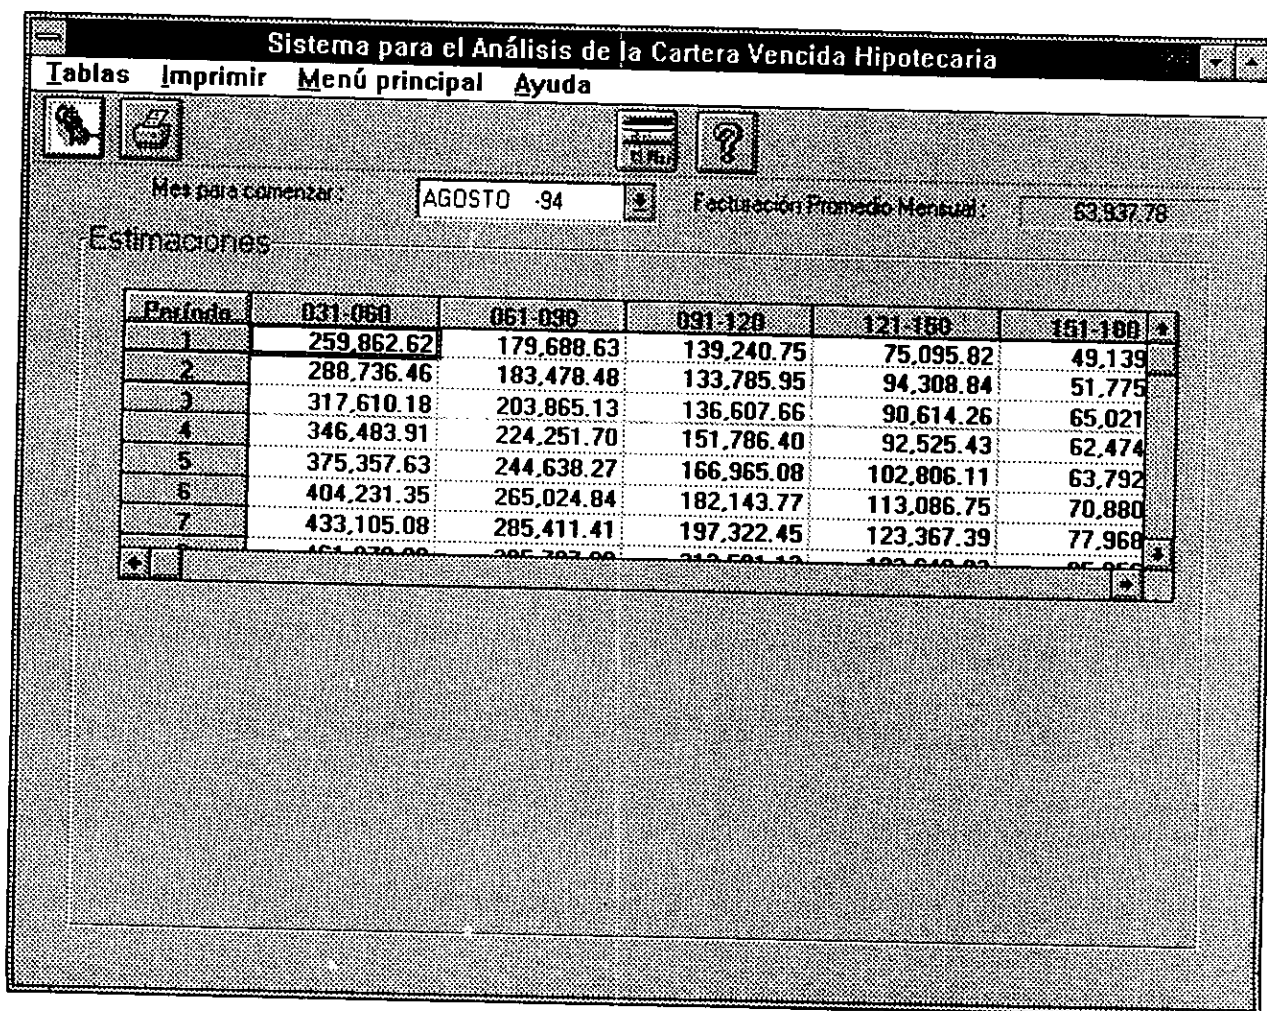 Sistema para el Análisis de la Cartera Vencida Hipotecaria
Tablas Imprimir Menú principal Ayuda
Mes para comenzar : AGOSTO -94 Facturación Promedio Mensual :
Estimaciones
Período 031-060 061-090 091-120 151-180
1 259,862.62 179,688.63 139,240.75 75,095.82 49,139
2 288,736.46 183,478.48 133,785.95 94,308.84 51,775
3 317,610.18 203,865.13 136,607.66 90,614.26 65,021
4 346,483.91 224,251.70 151,786.40 92,525.43 62,474
5 375,357.63 244,638.27 166,965.08 102,806.11 63,792
6 404,231.35 265,024.84 182,143.77 113,086.75 70,880
7 433,105.08 285,411.41 197,322.45 123,367.39 77,968